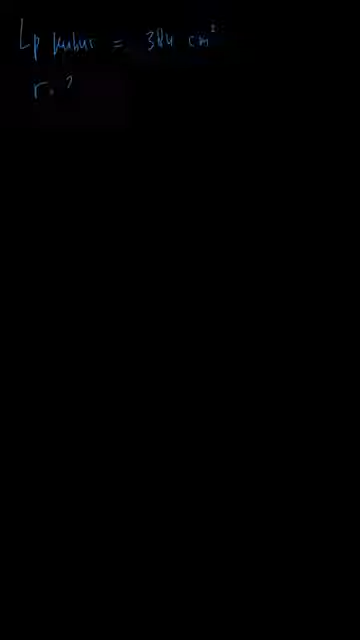 Lp kubus = 384 cm²
r = ?